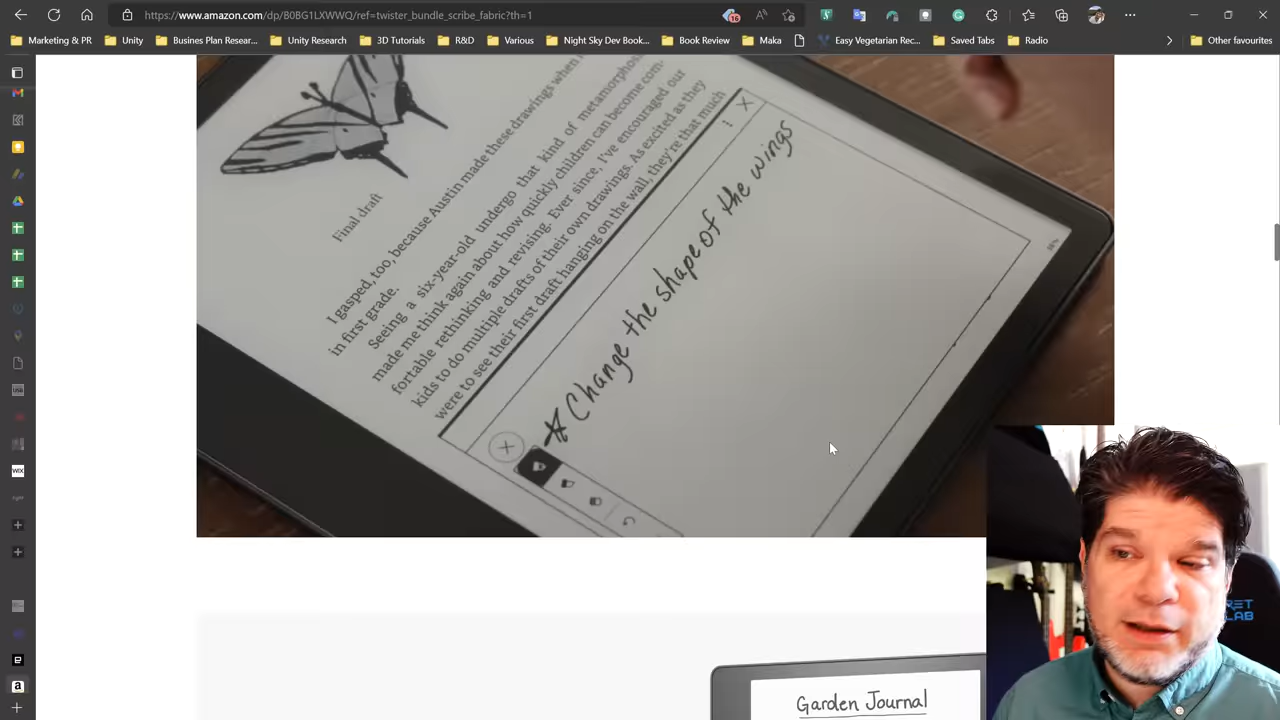 https://www.amazon.com/dp/B0BG1LXWWQ/ref=twister_bundle_scribe_fabric?th=1
16
Marketing & PR
Unity
Busines Plan Resear...
Unity Research
3D Tutorials
R&D
Various
Night Sky Dev Book...
Book Review
Maka
Easy Vegetarian Rec...
Saved Tabs
Radio
Other favourites
Final draft
I gasped, too, because Austin made these drawings when
in first grade.
Seeing a six-year-old undergo that kind of metamorphosis
made me think again about how quickly children can become com-
fortable rethinking and revising. Ever since, I've encouraged our
kids to do multiple drafts of their own drawings. As excited as they
were to see their first draft hanging on the wall, they're that much
Change the shape of the wings
Garden Journal
WIX
LAB